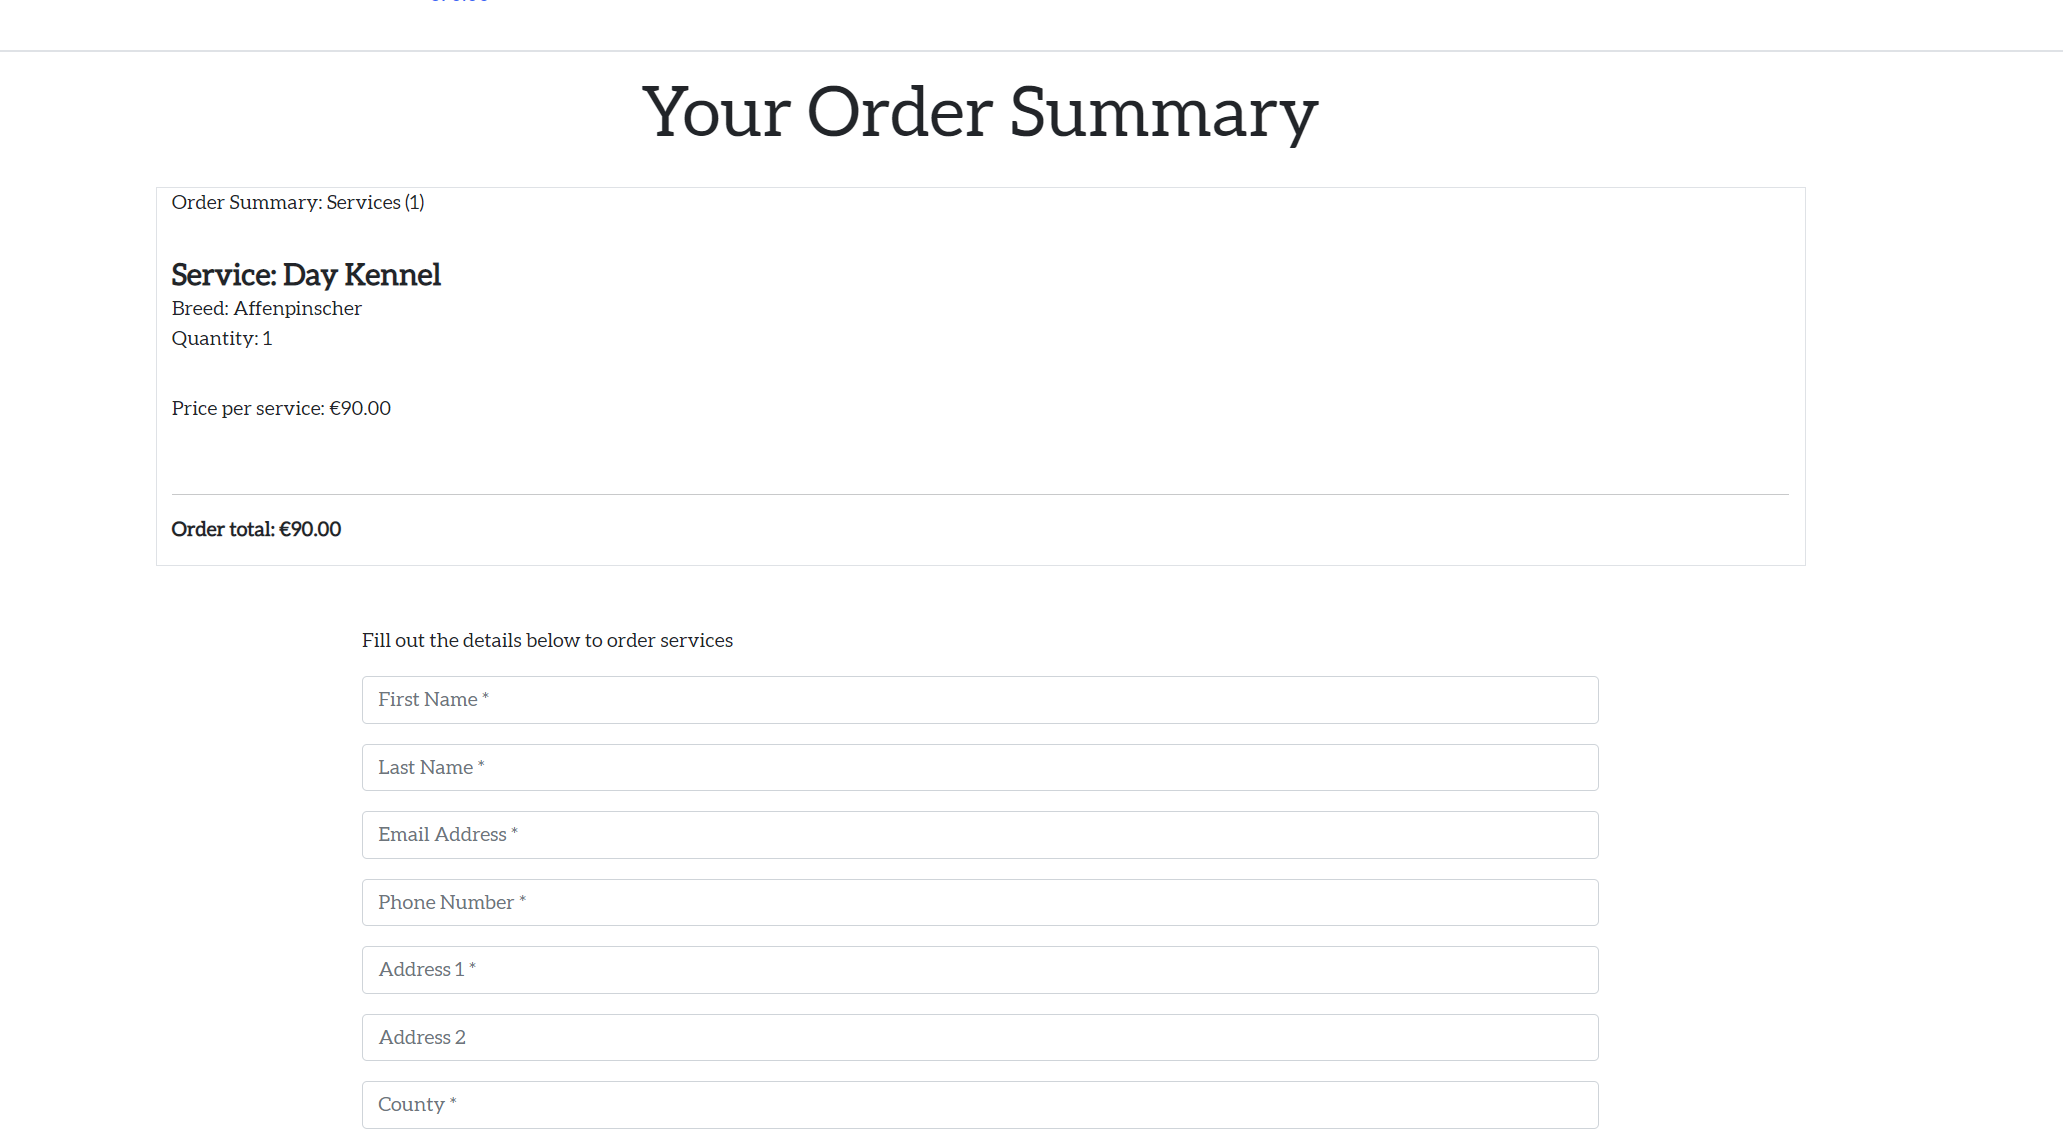 Your Order Summary
Order Summary: Services (1)
Service: Day Kennel
Breed: Affenpinscher
Quantity: 1
Price per service: €90.00
Order total: €90.00
Fill out the details below to order services
First Name *
Last Name *
Email Address *
Phone Number *
Address 1 *
Address 2
County *